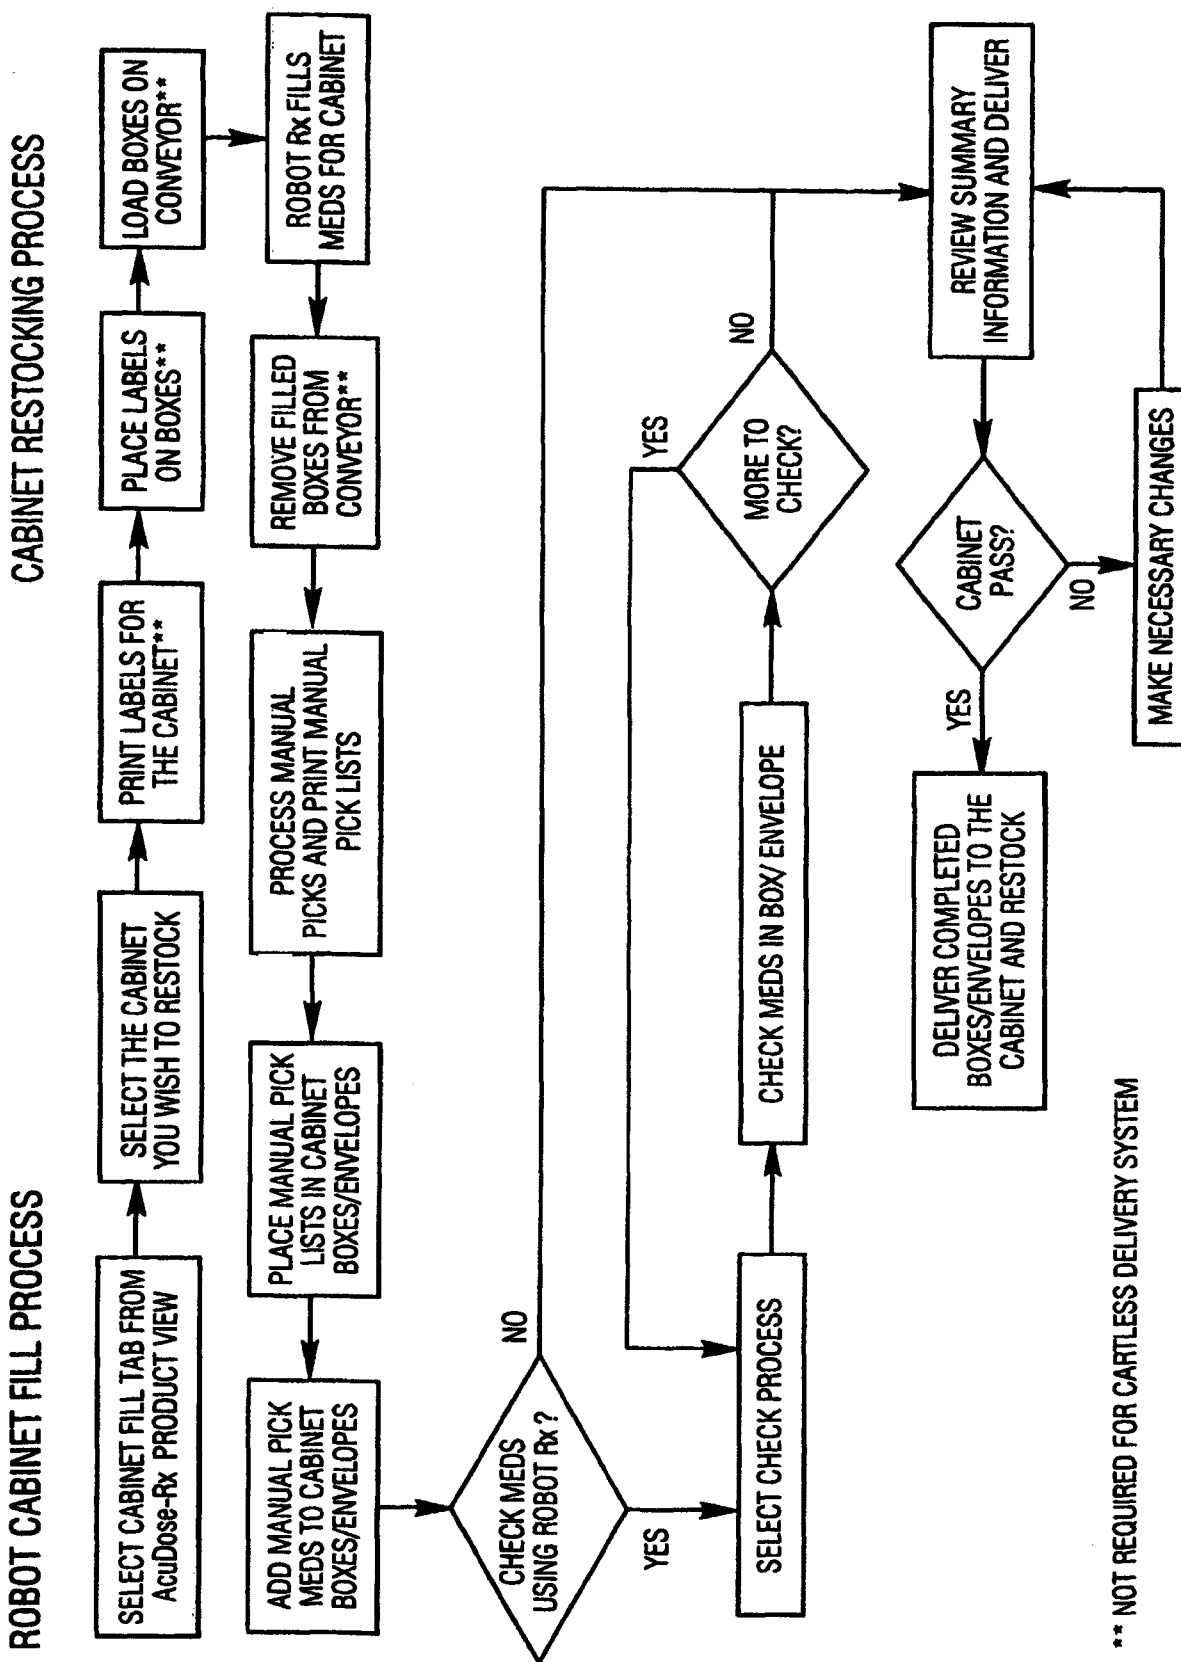 ROBOT CABINET FILL PROCESS
CABINET RESTOCKING PROCESS
SELECT CABINET FILL TAB FROM
AcuDose-Rx PRODUCT VIEW
SELECT THE CABINET
YOU WISH TO RESTOCK
PRINT LABELS FOR
THE CABINET**
PLACE LABELS
ON BOXES**
LOAD BOXES ON
CONVEYOR**
ROBOT Rx FILLS
MEDS FOR CABINET
REMOVE FILLED
BOXES FROM
CONVEYOR**
PROCESS MANUAL
PICKS AND PRINT MANUAL
PICK LISTS
PLACE MANUAL PICK
LISTS IN CABINET
BOXES/ENVELOPES
ADD MANUAL PICK
MEDS TO CABINET
BOXES/ENVELOPES
CHECK MEDS
USING ROBOT Rx?
NO
YES
SELECT CHECK PROCESS
CHECK MEDS IN BOX/ ENVELOPE
MORE TO
CHECK?
YES
NO
REVIEW SUMMARY
INFORMATION AND DELIVER
CABINET
PASS?
YES
NO
MAKE NECESSARY CHANGES
DELIVER COMPLETED
BOXES/ENVELOPES TO THE
CABINET AND RESTOCK
** NOT REQUIRED FOR CARTLESS DELIVERY SYSTEM